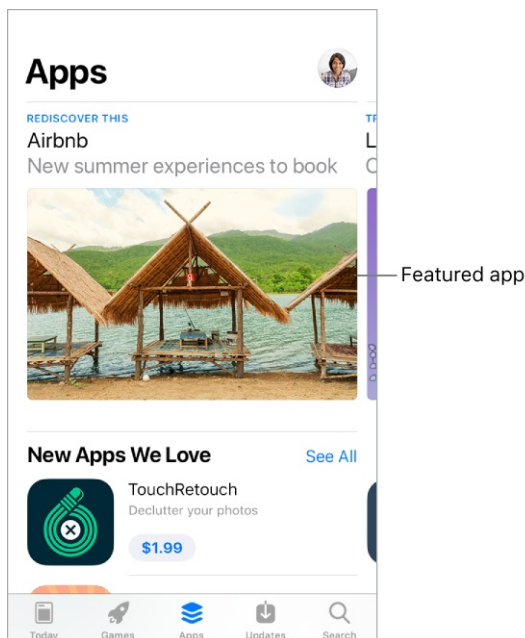 Apps
REDISCOVER THIS
Airbnb
New summer experiences to book
Featured app
New Apps We Love
See All
TouchRetouch
Declutter your photos
$1.99
Today
Games
Apps
Updates
Search